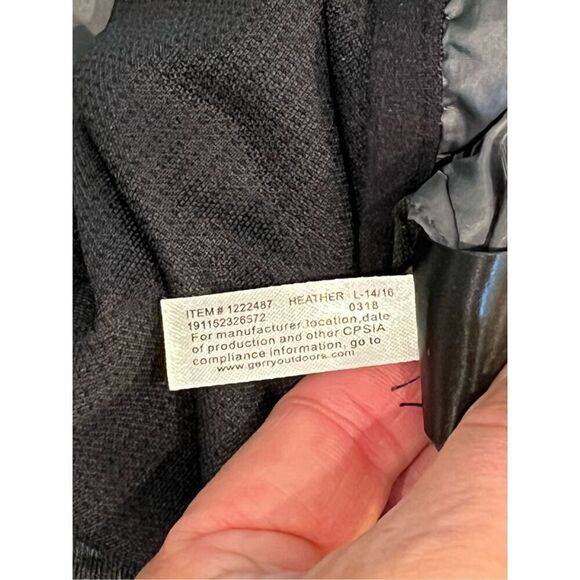 ITEM # 1222487 HEATHER L-14/16
191152326572 0318
For manufacturer,location,date
of production and other CPSIA
compliance information, go to
www.gerryoutdoors.com